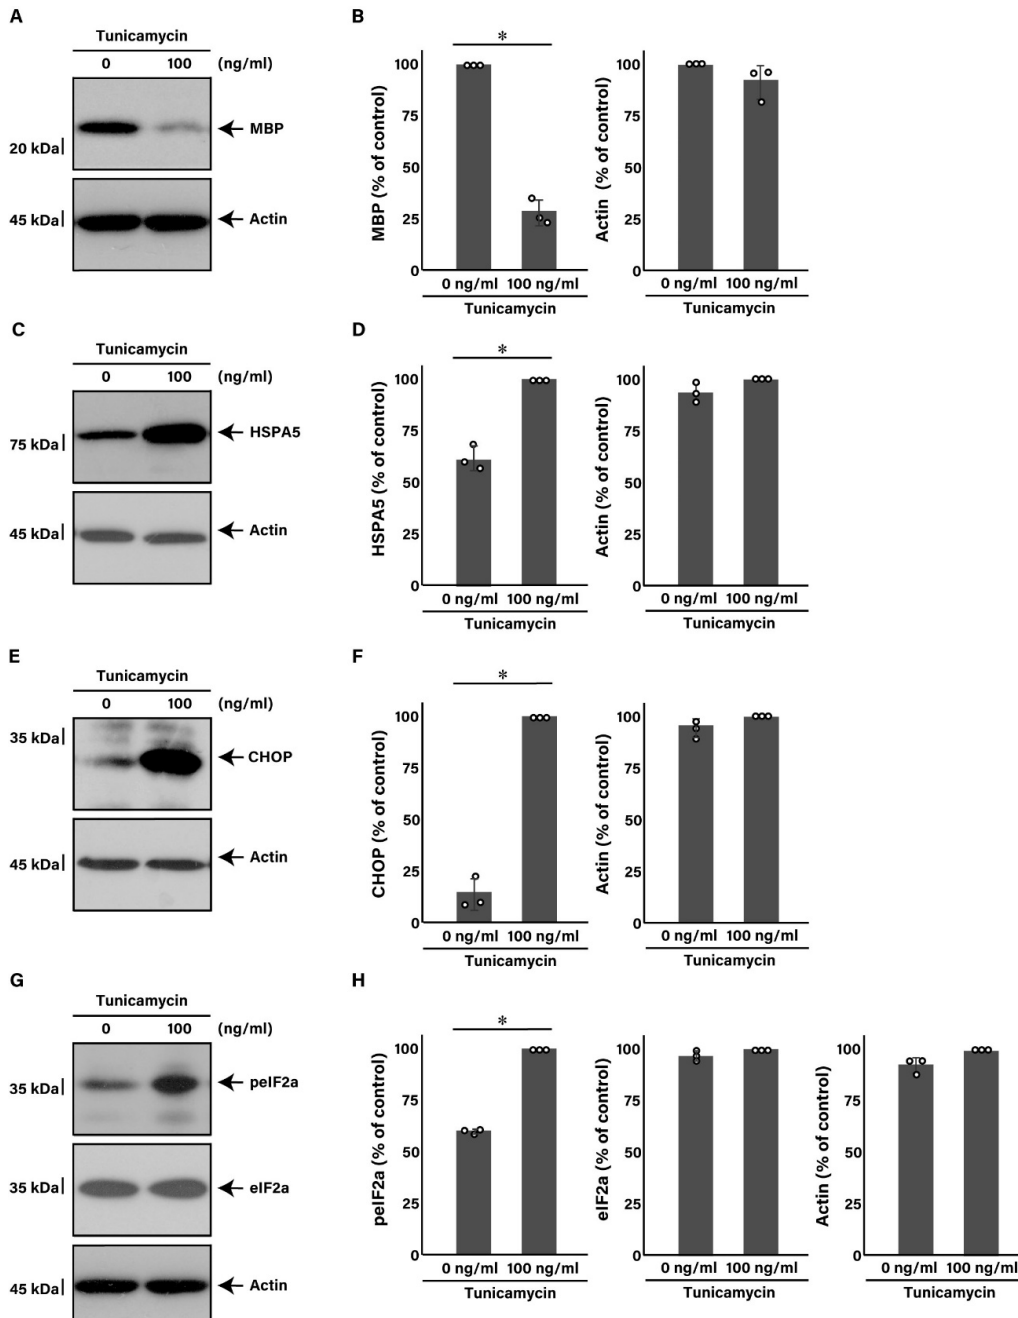 A
Tunicamycin
0 100 (ng/ml)
20 kDa
MBP
45 kDa
Actin
B
*
MBP (% of control)
100
75
50
25
0
0 ng/ml 100 ng/ml
Tunicamycin
Actin (% of control)
100
75
50
25
0
0 ng/ml 100 ng/ml
Tunicamycin
C
Tunicamycin
0 100 (ng/ml)
75 kDa
HSPA5
45 kDa
Actin
D
*
HSPA5 (% of control)
100
75
50
25
0
0 ng/ml 100 ng/ml
Tunicamycin
Actin (% of control)
100
75
50
25
0
0 ng/ml 100 ng/ml
Tunicamycin
E
Tunicamycin
0 100 (ng/ml)
35 kDa
CHOP
45 kDa
Actin
F
*
CHOP (% of control)
100
75
50
25
0
0 ng/ml 100 ng/ml
Tunicamycin
Actin (% of control)
100
75
50
25
0
0 ng/ml 100 ng/ml
Tunicamycin
G
Tunicamycin
0 100 (ng/ml)
35 kDa
peIF2a
35 kDa
eIF2a
45 kDa
Actin
H
*
peIF2a (% of control)
100
75
50
25
0
0 ng/ml 100 ng/ml
Tunicamycin
eIF2a (% of control)
100
75
50
25
0
0 ng/ml 100 ng/ml
Tunicamycin
Actin (% of control)
100
75
50
25
0
0 ng/ml 100 ng/ml
Tunicamycin